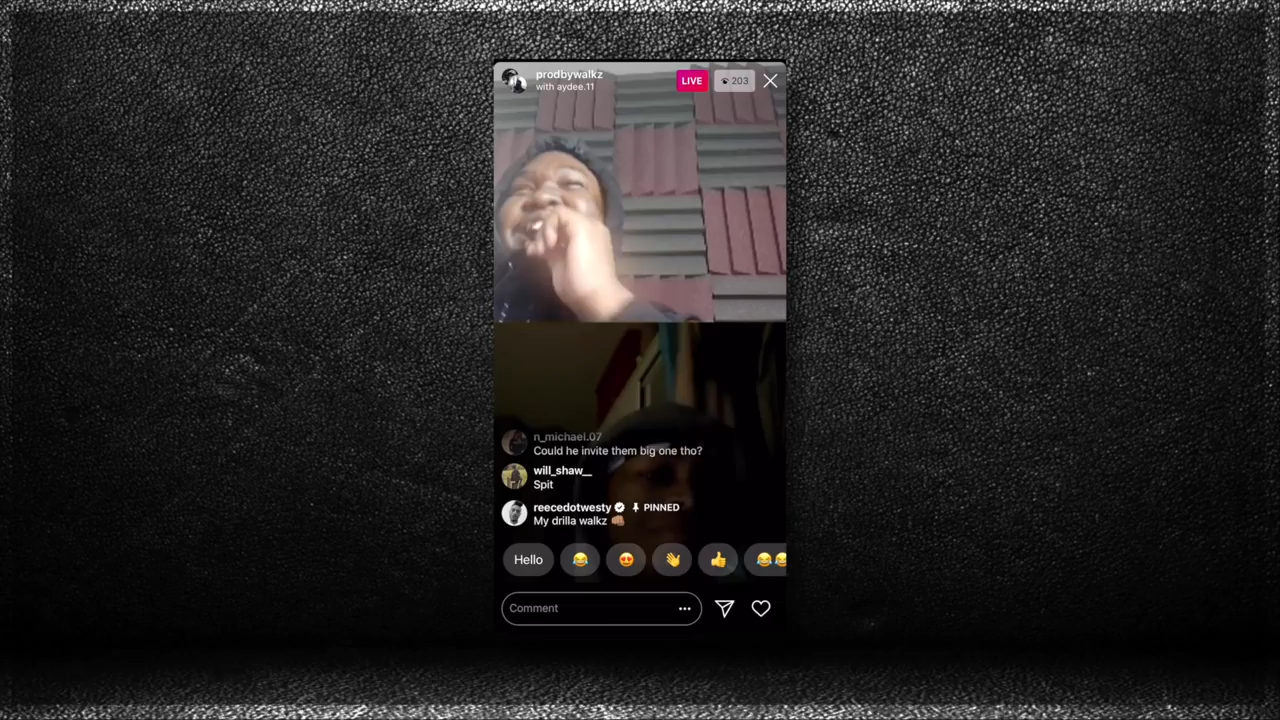 prodbywalkz
with aydee.11
LIVE
203
n_michael.07
Could he invite them big one tho?
will_shaw__
Spit
reecedotwesty PINNED
My drilla walkz 👊🏽
Hello 😂 😍 👋 👍 😂😂
Comment